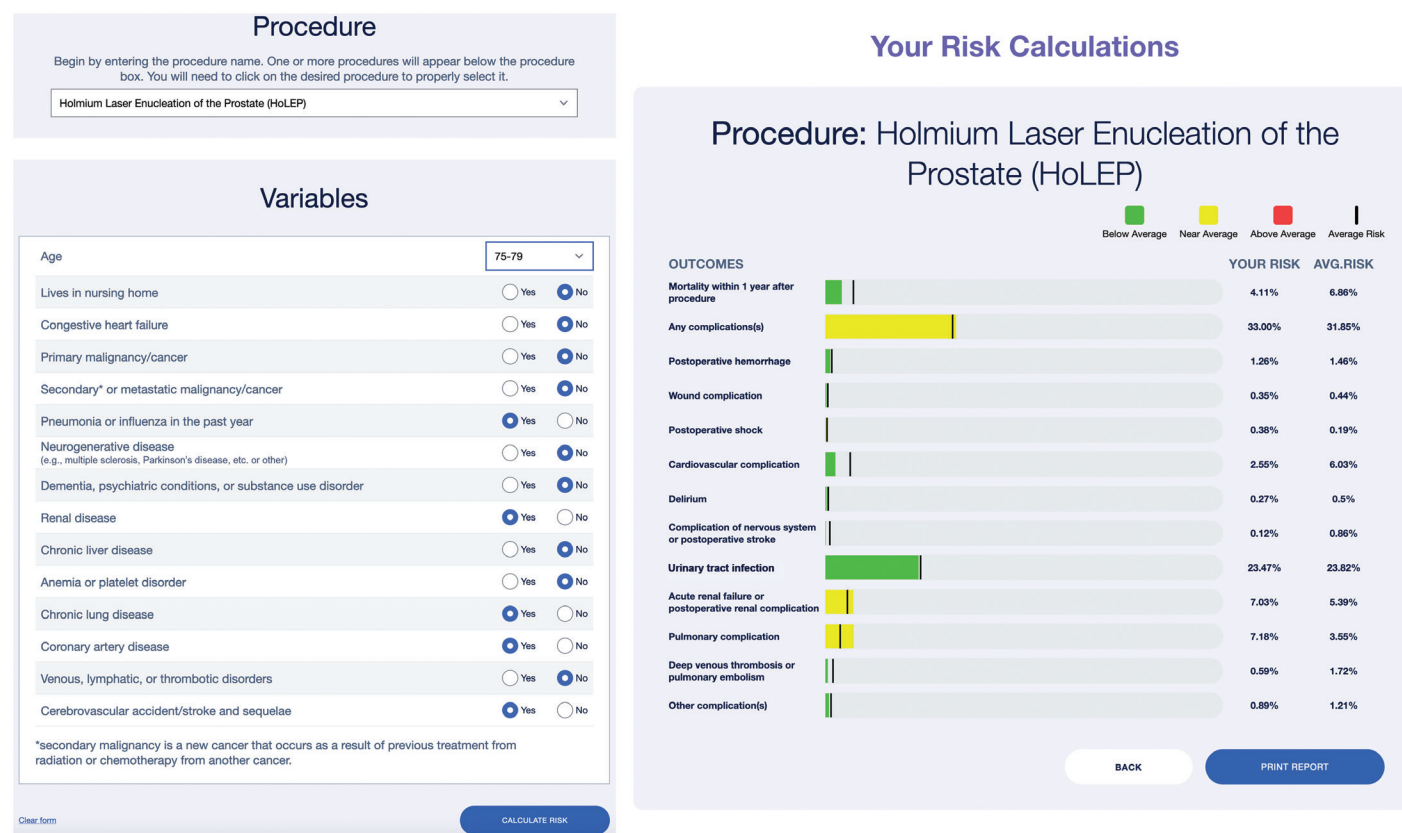 Procedure
Begin by entering the procedure name. One or more procedures will appear below the procedure
box. You will need to click on the desired procedure to properly select it.
Holmium Laser Enucleation of the Prostate (HoLEP)
Variables
Age 75-79
Lives in nursing home Yes No
Congestive heart failure Yes No
Primary malignancy/cancer Yes No
Secondary* or metastatic malignancy/cancer Yes No
Pneumonia or influenza in the past year Yes No
Neurogenerative disease
(e.g., multiple sclerosis, Parkinson's disease, etc. or other) Yes No
Dementia, psychiatric conditions, or substance use disorder Yes No
Renal disease Yes No
Chronic liver disease Yes No
Anemia or platelet disorder Yes No
Chronic lung disease Yes No
Coronary artery disease Yes No
Venous, lymphatic, or thrombotic disorders Yes No
Cerebrovascular accident/stroke and sequelae Yes No
*secondary malignancy is a new cancer that occurs as a result of previous treatment from
radiation or chemotherapy from another cancer.
Clear form
CALCULATE RISK
Your Risk Calculations
Procedure: Holmium Laser Enucleation of the
Prostate (HoLEP)
Below Average Near Average Above Average Average Risk
OUTCOMES YOUR RISK AVG.RISK
Mortality within 1 year after
procedure 4.11% 6.86%
Any complications(s) 33.00% 31.85%
Postoperative hemorrhage 1.26% 1.46%
Wound complication 0.35% 0.44%
Postoperative shock 0.38% 0.19%
Cardiovascular complication 2.55% 6.03%
Delirium 0.27% 0.5%
Complication of nervous system
or postoperative stroke 0.12% 0.86%
Urinary tract infection 23.47% 23.82%
Acute renal failure or
postoperative renal complication 7.03% 5.39%
Pulmonary complication 7.18% 3.55%
Deep venous thrombosis or
pulmonary embolism 0.59% 1.72%
Other complication(s) 0.89% 1.21%
BACK
PRINT REPORT